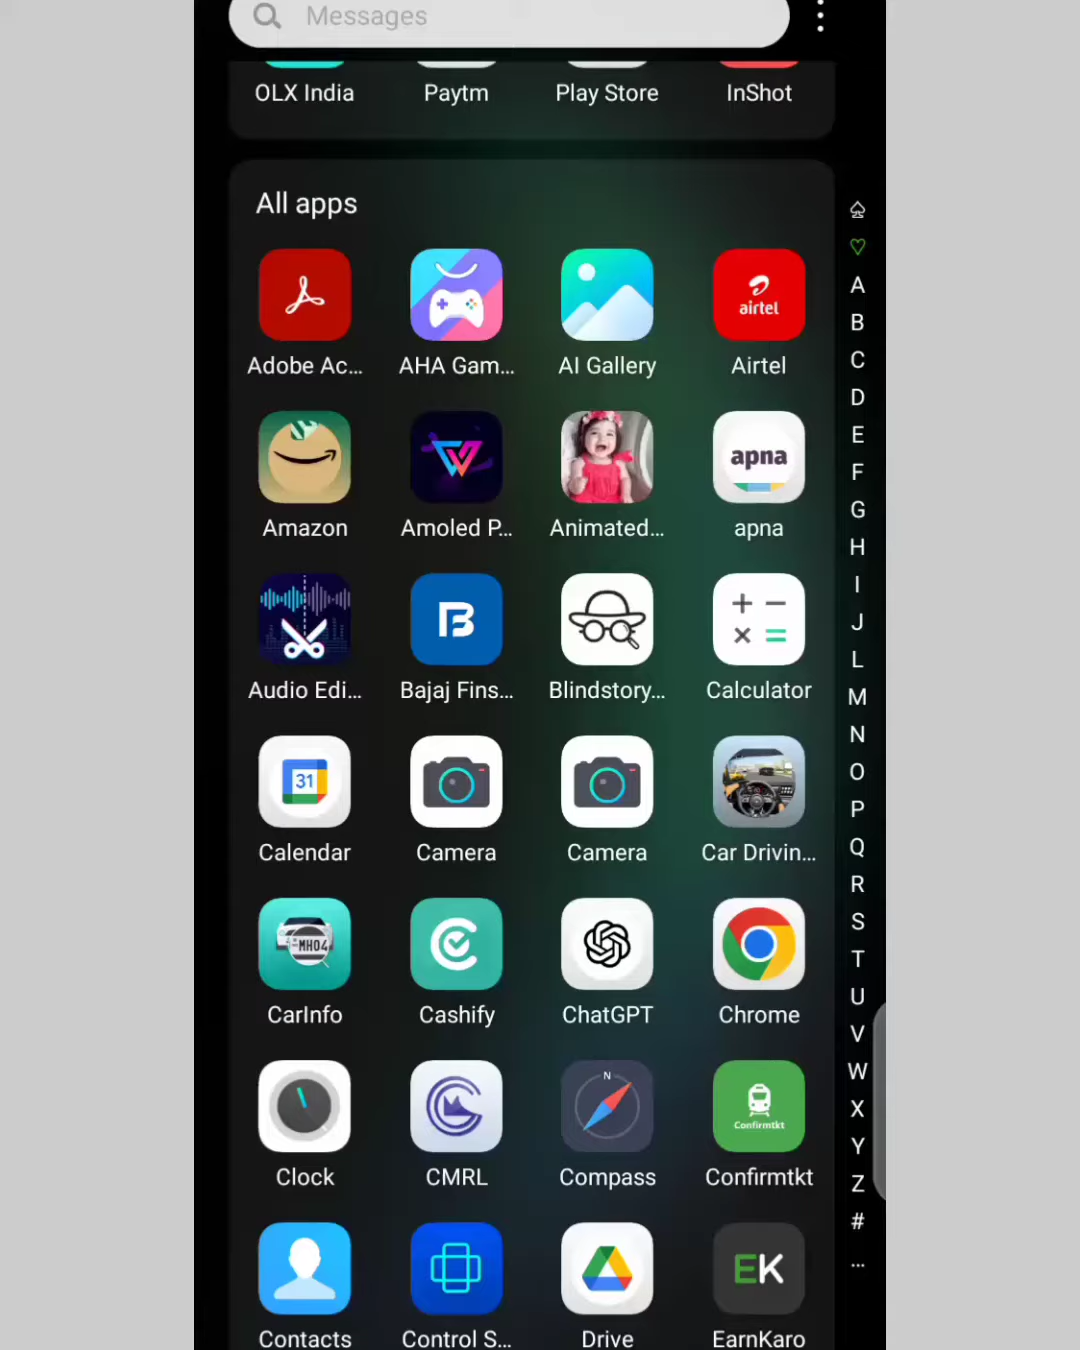 Messages
OLX India Paytm Play Store InShot
All apps
airtel
Adobe Ac... AHA Gam... AI Gallery Airtel
apna
Amazon Amoled P... Animated... apna
Audio Edi... Bajaj Fins... Blindstory... Calculator
31
Calendar Camera Camera Car Drivin...
MH04
CarInfo Cashify ChatGPT Chrome
N
Confirmtkt
Clock CMRL Compass Confirmtkt
EK
Contacts Control S... Drive EarnKaro
A
B
C
D
E
F
G
H
I
J
L
M
N
O
P
Q
R
S
T
U
V
W
X
Y
Z
#
...